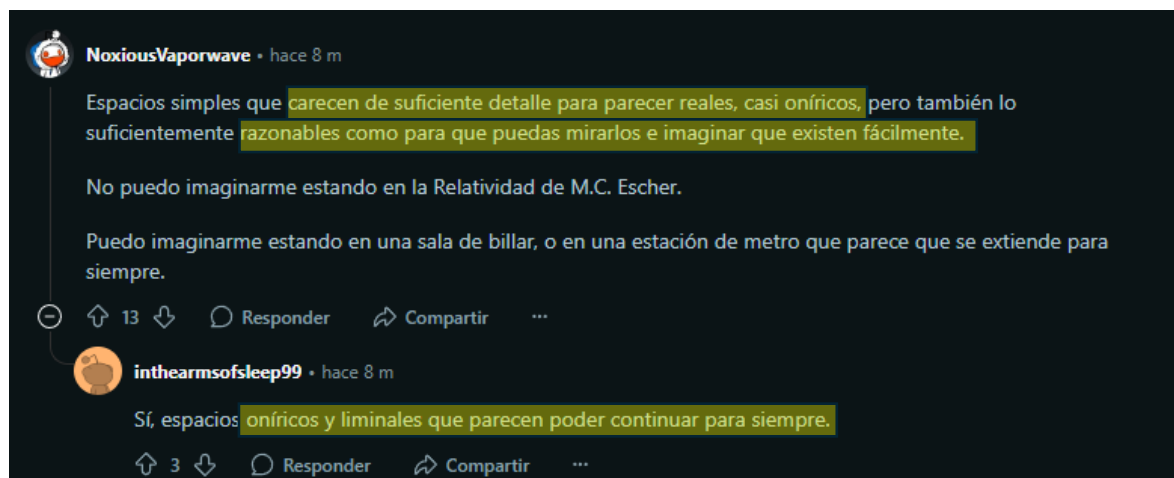 NoxiousVaporwave • hace 8 m
Espacios simples que carecen de suficiente detalle para parecer reales, casi oníricos, pero también lo
suficientemente razonables como para que puedas mirarlos e imaginar que existen fácilmente.
No puedo imaginarme estando en la Relatividad de M.C. Escher.
Puedo imaginarme estando en una sala de billar, o en una estación de metro que parece que se extiende para
siempre.
13 Responder Compartir ...
inthearmsofsleep99 • hace 8 m
Sí, espacios oníricos y liminales que parecen poder continuar para siempre.
3 Responder Compartir ...